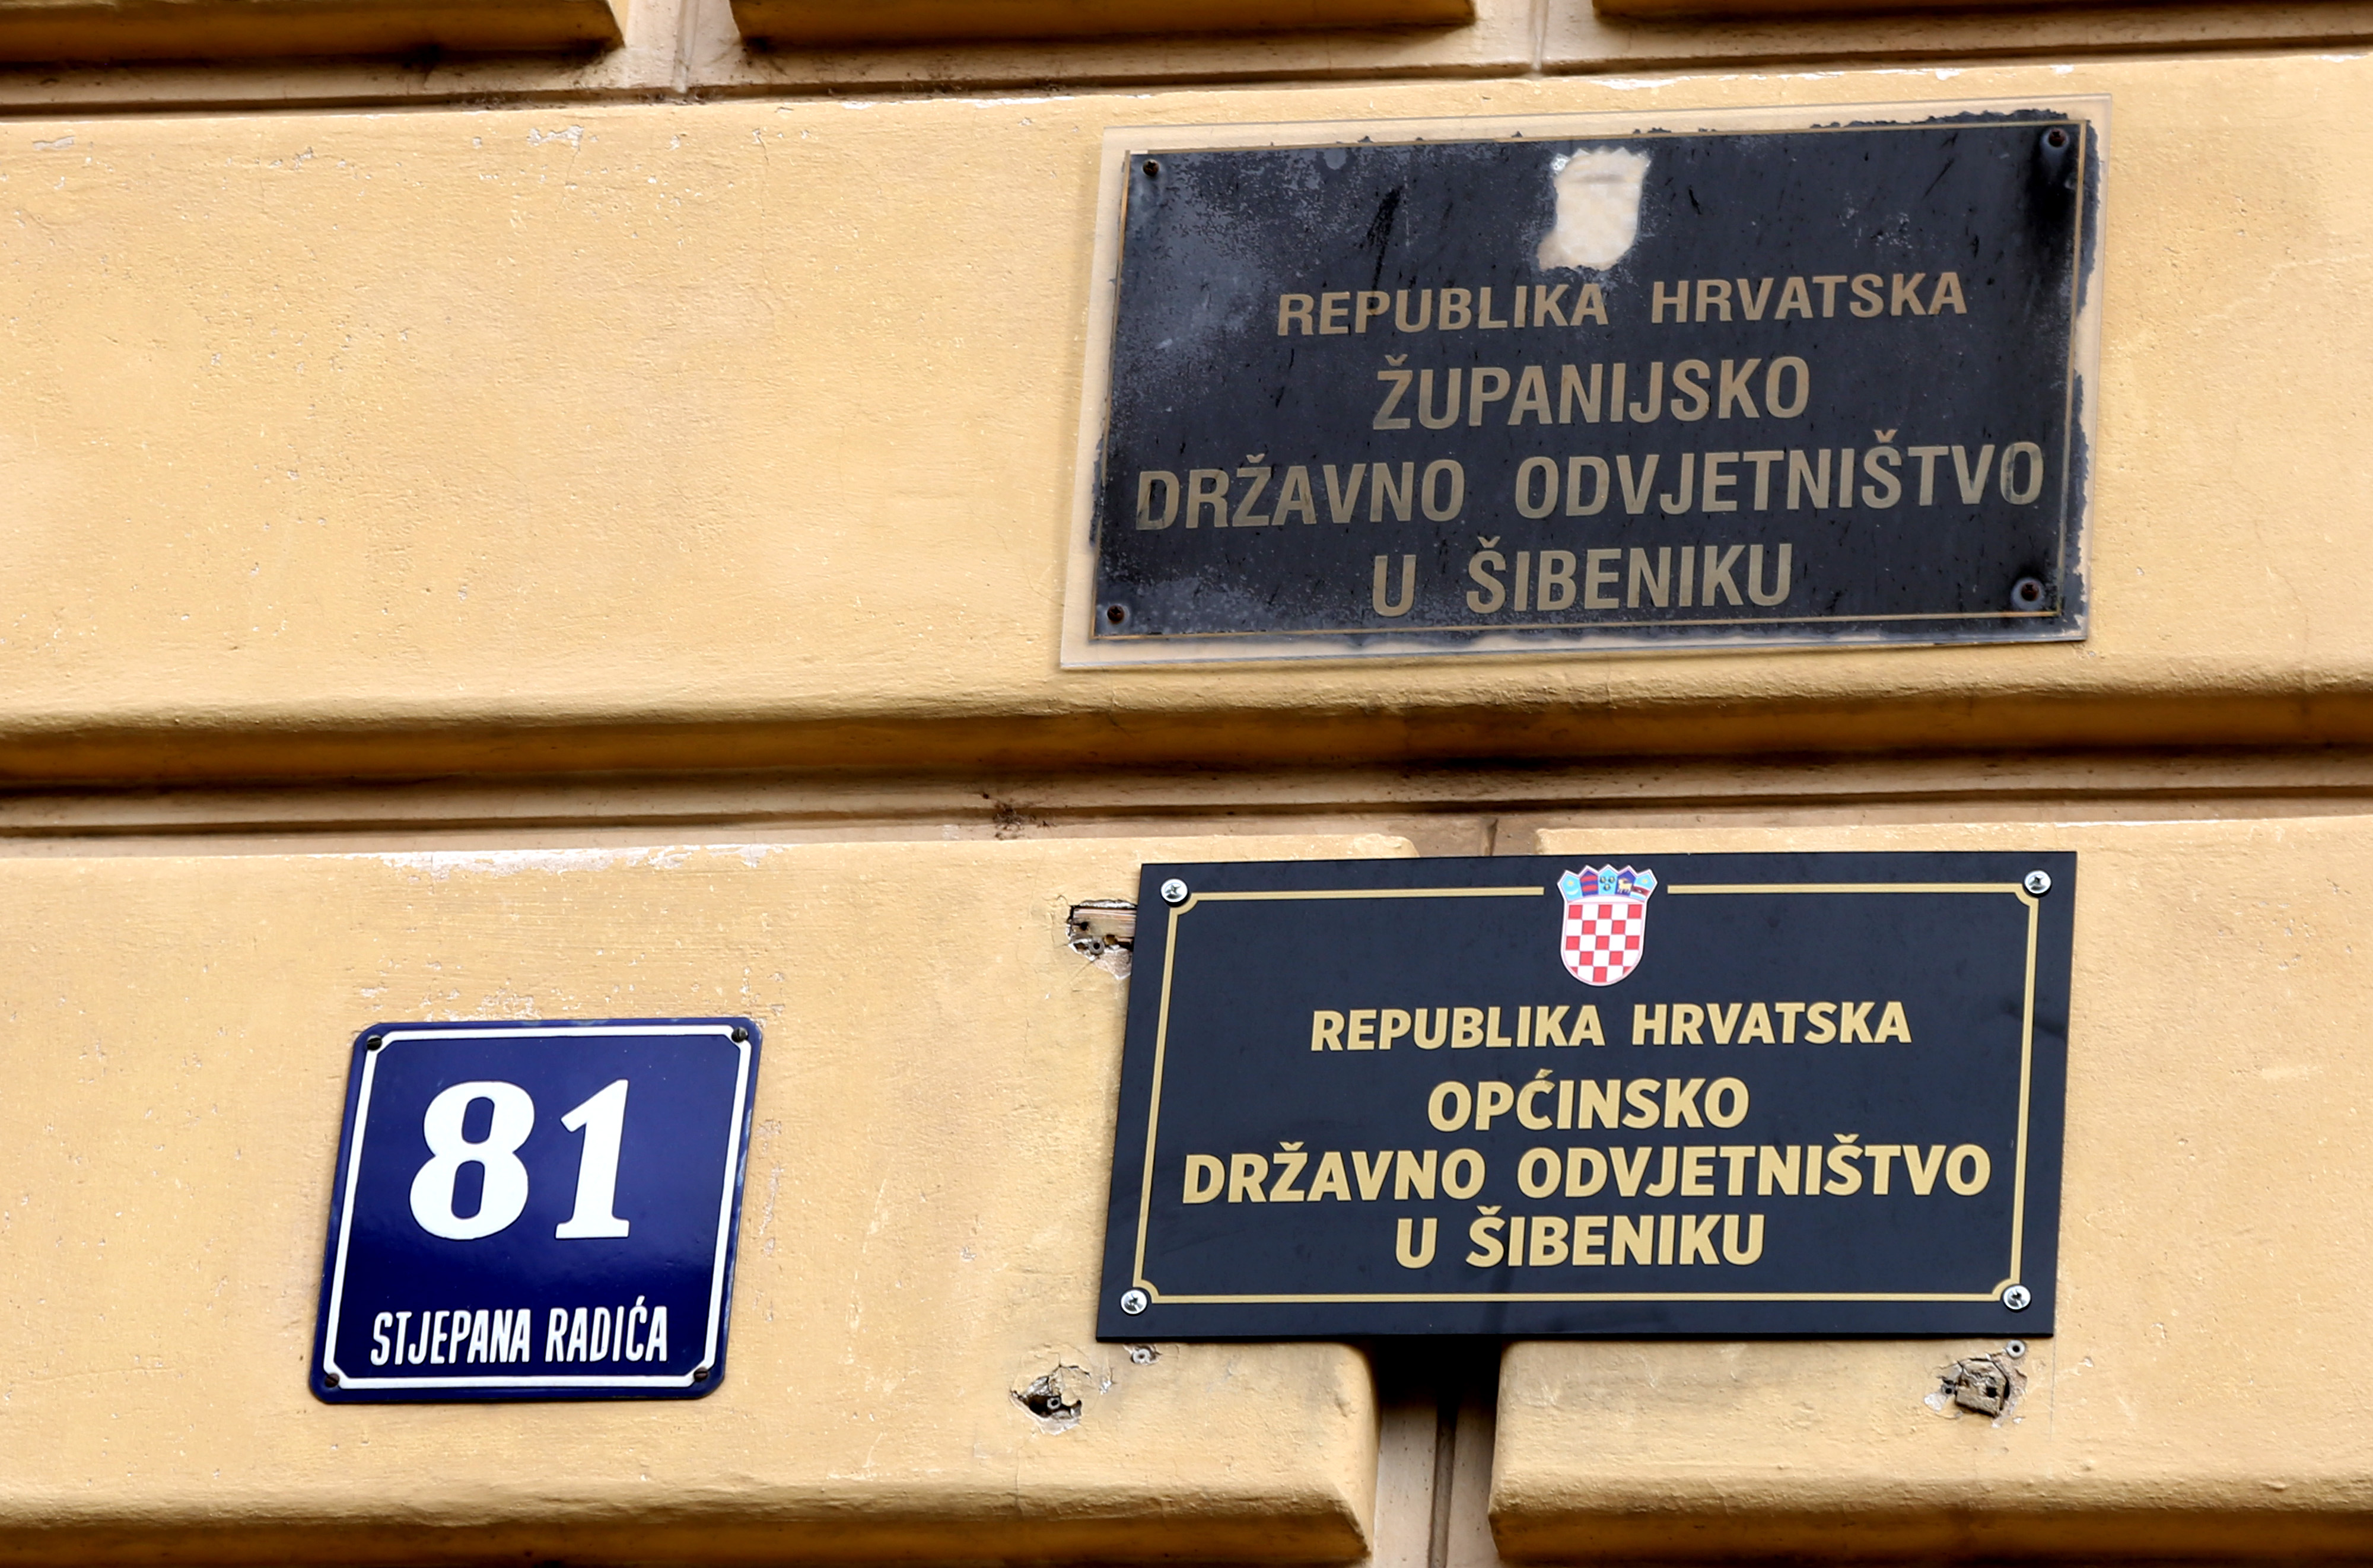 REPUBLIKA HRVATSKA
ŽUPANIJSKO
DRŽAVNO ODVJETNIŠTVO
U ŠIBENIKU
REPUBLIKA HRVATSKA
OPĆINSKO
DRŽAVNO ODVJETNIŠTVO
U ŠIBENIKU
81
STJEPANA RADIĆA